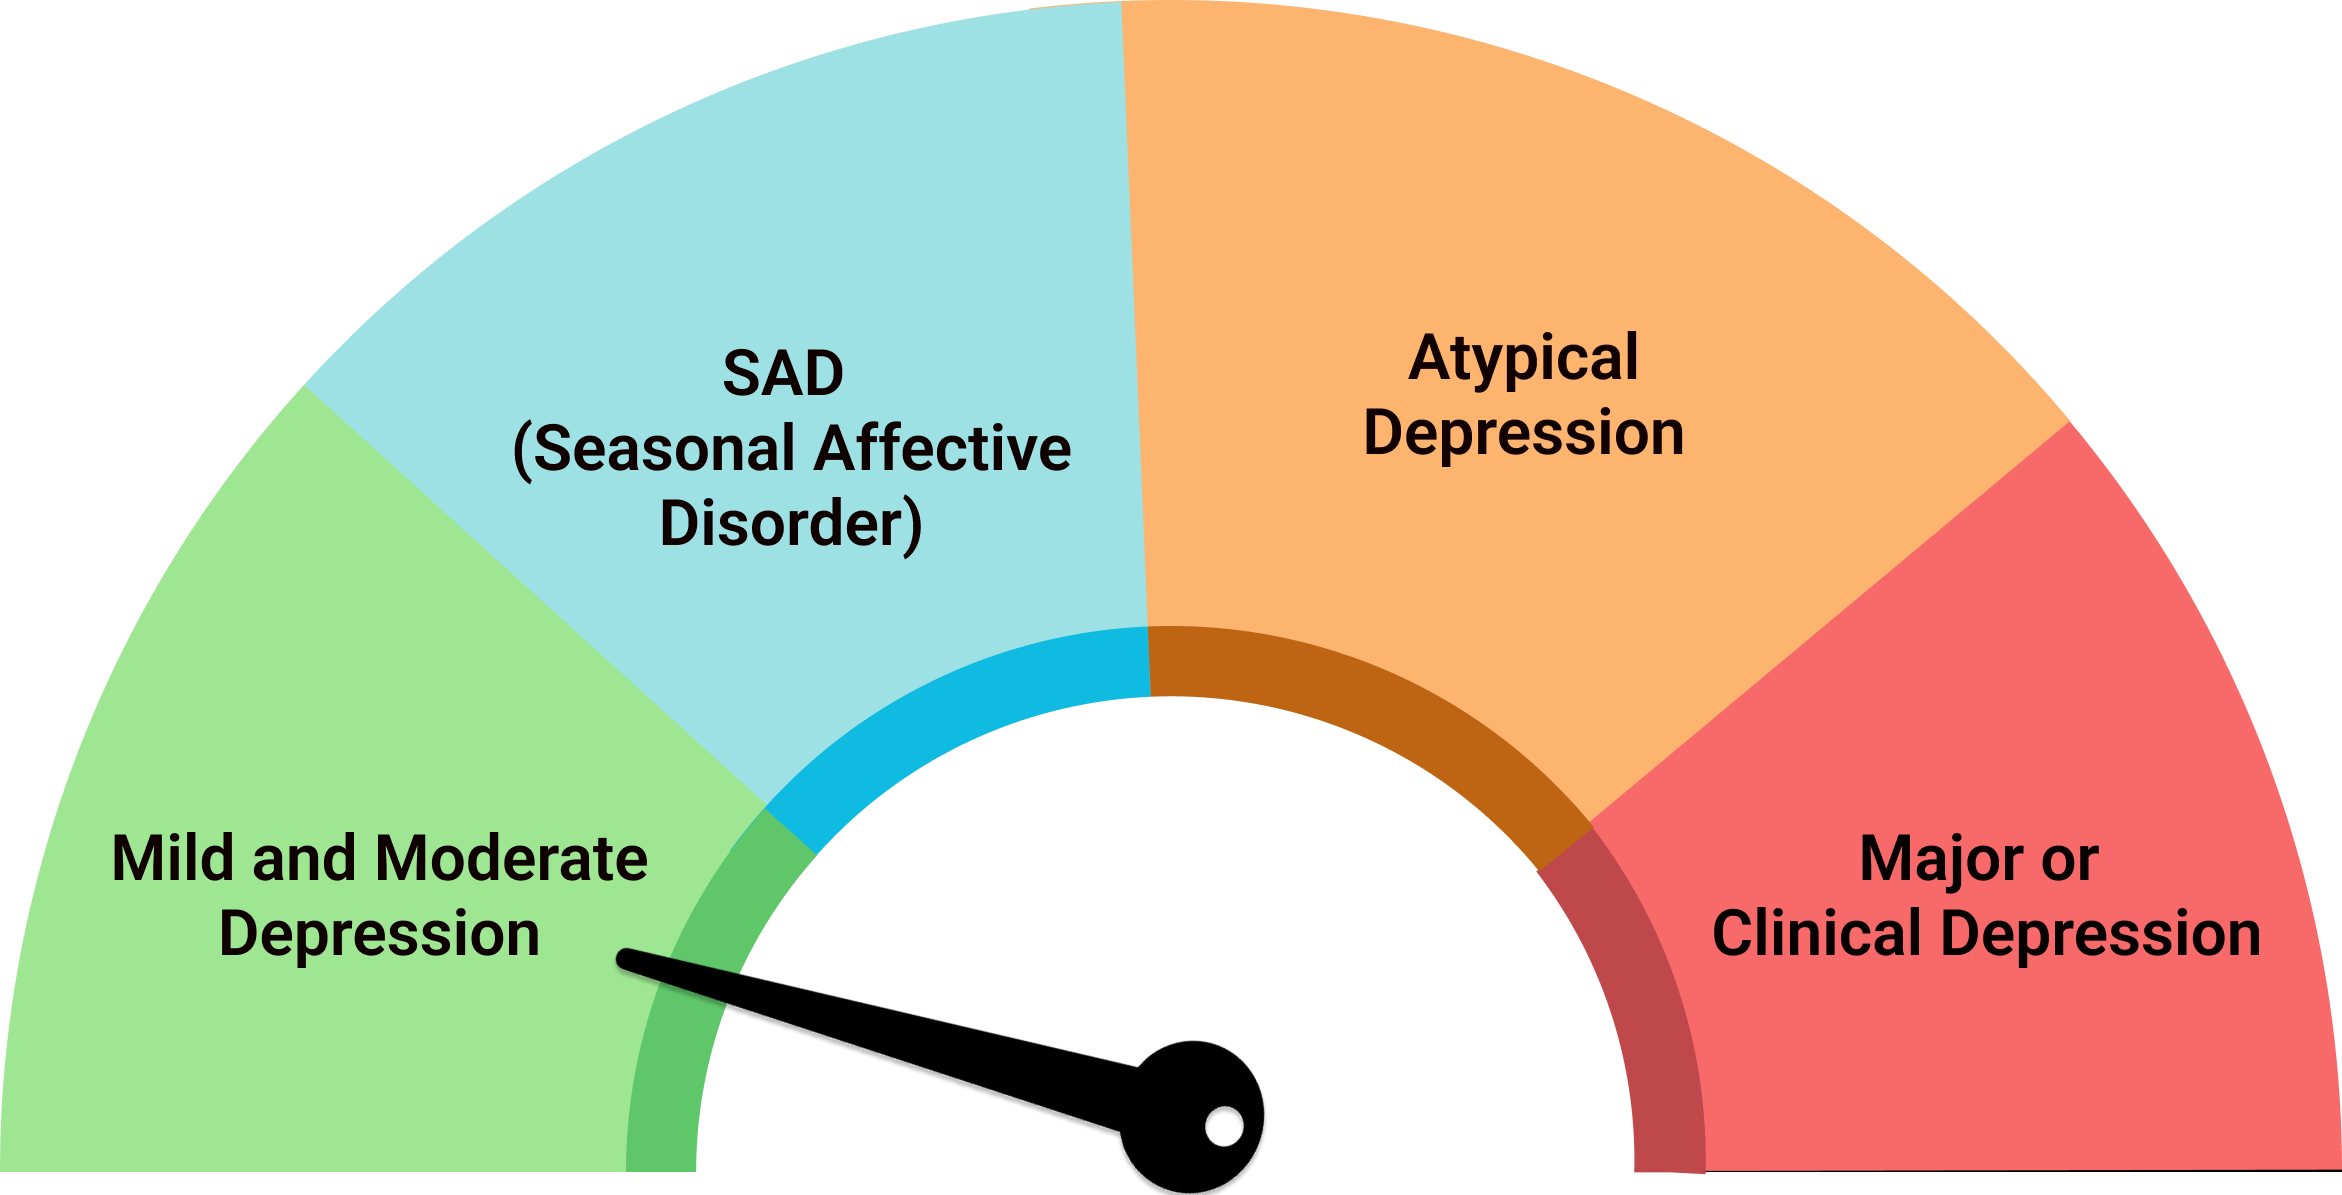 SAD
(Seasonal Affective
Disorder)
Atypical
Depression
Mild and Moderate
Depression
Major or
Clinical Depression